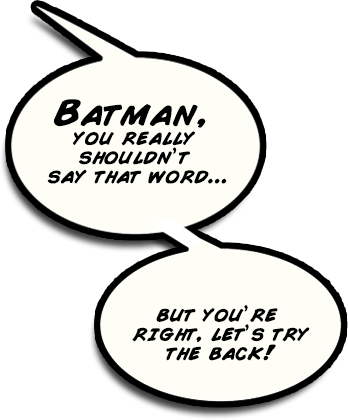 BATMAN,
YOU REALLY
SHOULDN'T
SAY THAT WORD...
BUT YOU'RE
RIGHT, LET'S TRY
THE BACK!